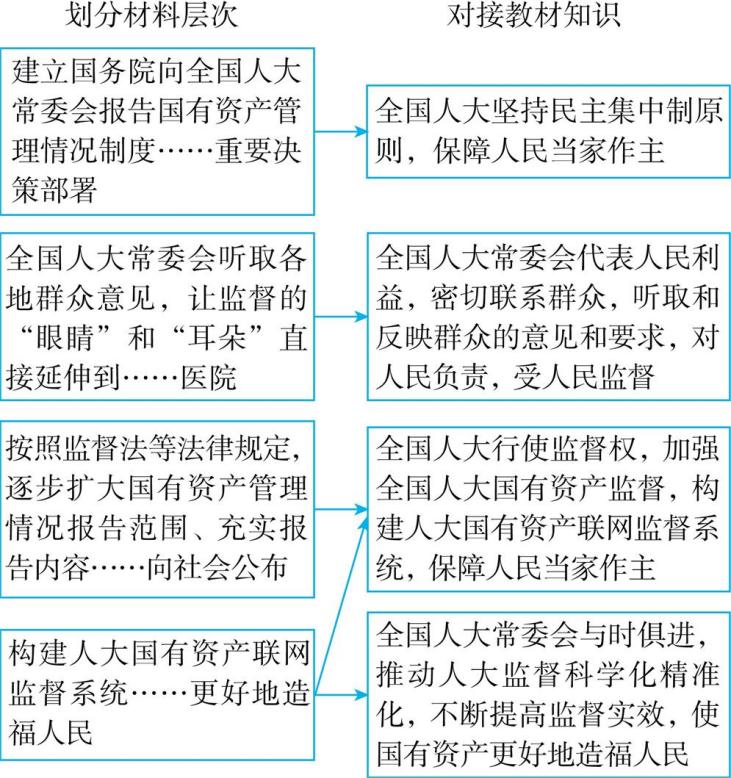 划分材料层次
对接教材知识
建立国务院向全国人大
常委会报告国有资产管
理情况制度……重要决
策部署
全国人大坚持民主集中制原
则，保障人民当家作主
全国人大常委会听取各
地群众意见，让监督的
“眼睛”和“耳朵”直
接延伸到……医院
全国人大常委会代表人民利
益，密切联系群众，听取和
反映群众的意见和要求，对
人民负责，受人民监督
按照监督法等法律规定，
逐步扩大国有资产管理
情况报告范围、充实报
告内容……向社会公布
全国人大行使监督权，加强
全国人大国有资产监督，构
建人大国有资产联网监督系
统，保障人民当家作主
构建人大国有资产联网
监督系统……更好地造
福人民
全国人大常委会与时俱进，
推动人大监督科学化精准
化，不断提高监督实效，使
国有资产更好地造福人民